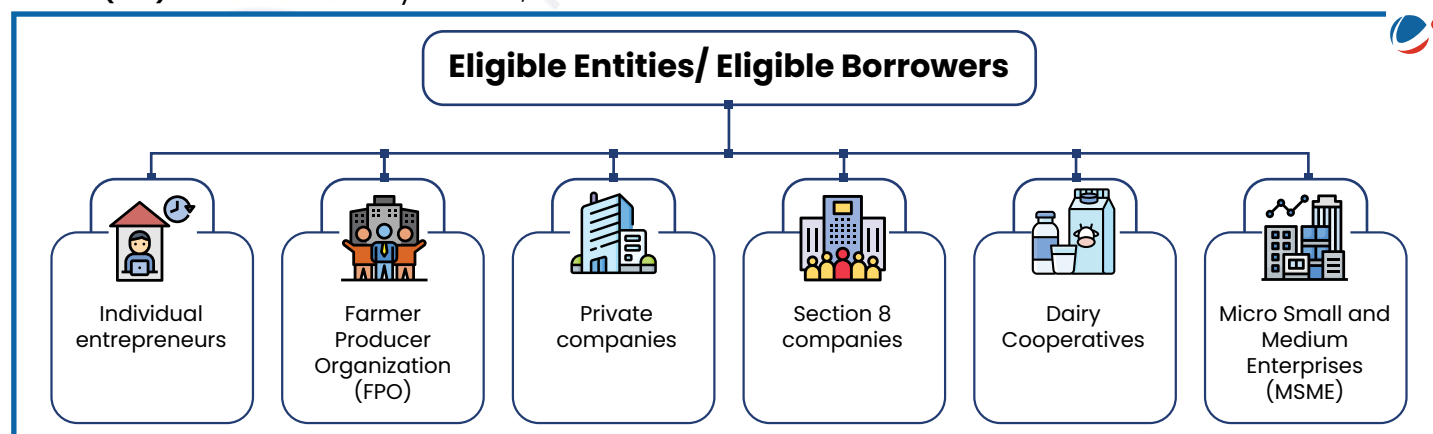 Eligible Entities/ Eligible Borrowers
Individual
entrepreneurs
Farmer
Producer
Organization
(FPO)
Private
companies
Section 8
companies
Dairy
Cooperatives
Micro Small and
Medium
Enterprises
(MSME)